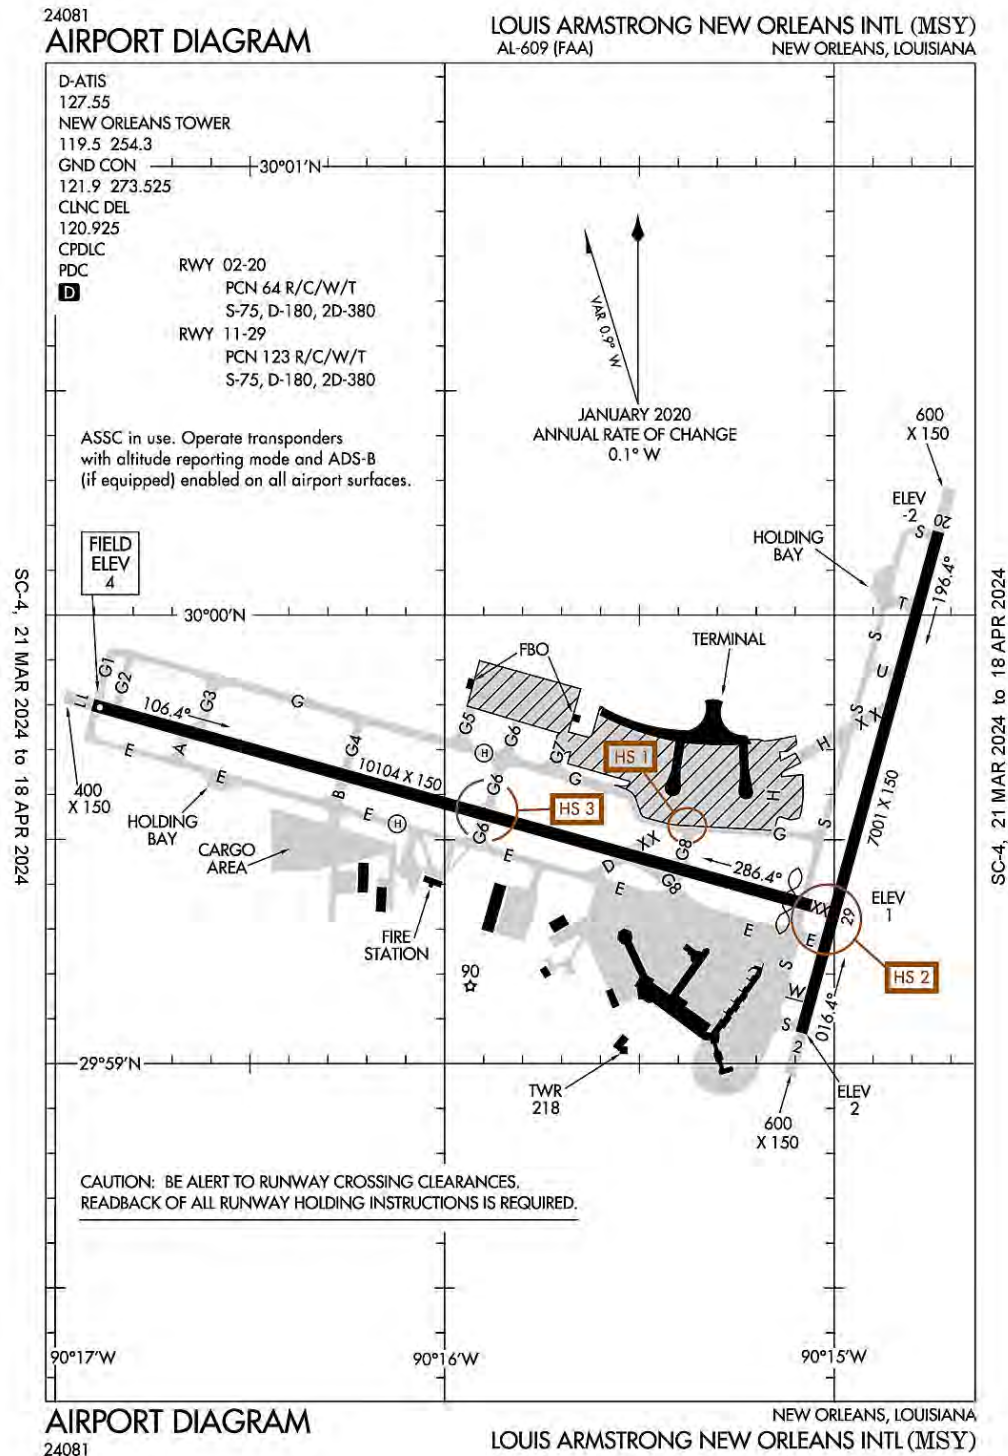 24081
AIRPORT DIAGRAM
LOUIS ARMSTRONG NEW ORLEANS INTL (MSY)
AL-609 (FAA)
NEW ORLEANS, LOUISIANA
D-ATIS
127.55
NEW ORLEANS TOWER
119.5 254.3
GND CON
121.9 273.525
CLNC DEL
120.925
CPDLC
PDC
D
30°01'N
RWY 02-20
PCN 64 R/C/W/T
S-75, D-180, 2D-380
RWY 11-29
PCN 123 R/C/W/T
S-75, D-180, 2D-380
VAR 0.9° W
JANUARY 2020
ANNUAL RATE OF CHANGE
0.1° W
ASSC in use. Operate transponders
with altitude reporting mode and ADS-B
(if equipped) enabled on all airport surfaces.
600
X 150
ELEV
-2
S
20
HOLDING
BAY
196.4°
T
S
U
S
X X
FIELD
ELEV
4
30°00'N
FBO
TERMINAL
G1
G2
G3
G
G4
G5
G6
G7
H
HS 1
G
H
H
11
106.4°
10104 X 150
E
A
E
B
E
H
400
X 150
HOLDING
BAY
CARGO
AREA
G6
HS 3
G6
E
D
E
XX
G8
G8
G
S
7001 X 150
286.4°
XX
29
ELEV
1
E
E
HS 2
S
W
S
016.4°
2
FIRE
STATION
90
29°59'N
TWR
218
ELEV
2
600
X 150
CAUTION: BE ALERT TO RUNWAY CROSSING CLEARANCES.
READBACK OF ALL RUNWAY HOLDING INSTRUCTIONS IS REQUIRED.
90°17'W
90°16'W
90°15'W
SC-4, 21 MAR 2024 to 18 APR 2024
SC-4, 21 MAR 2024 to 18 APR 2024
AIRPORT DIAGRAM
24081
NEW ORLEANS, LOUISIANA
LOUIS ARMSTRONG NEW ORLEANS INTL (MSY)